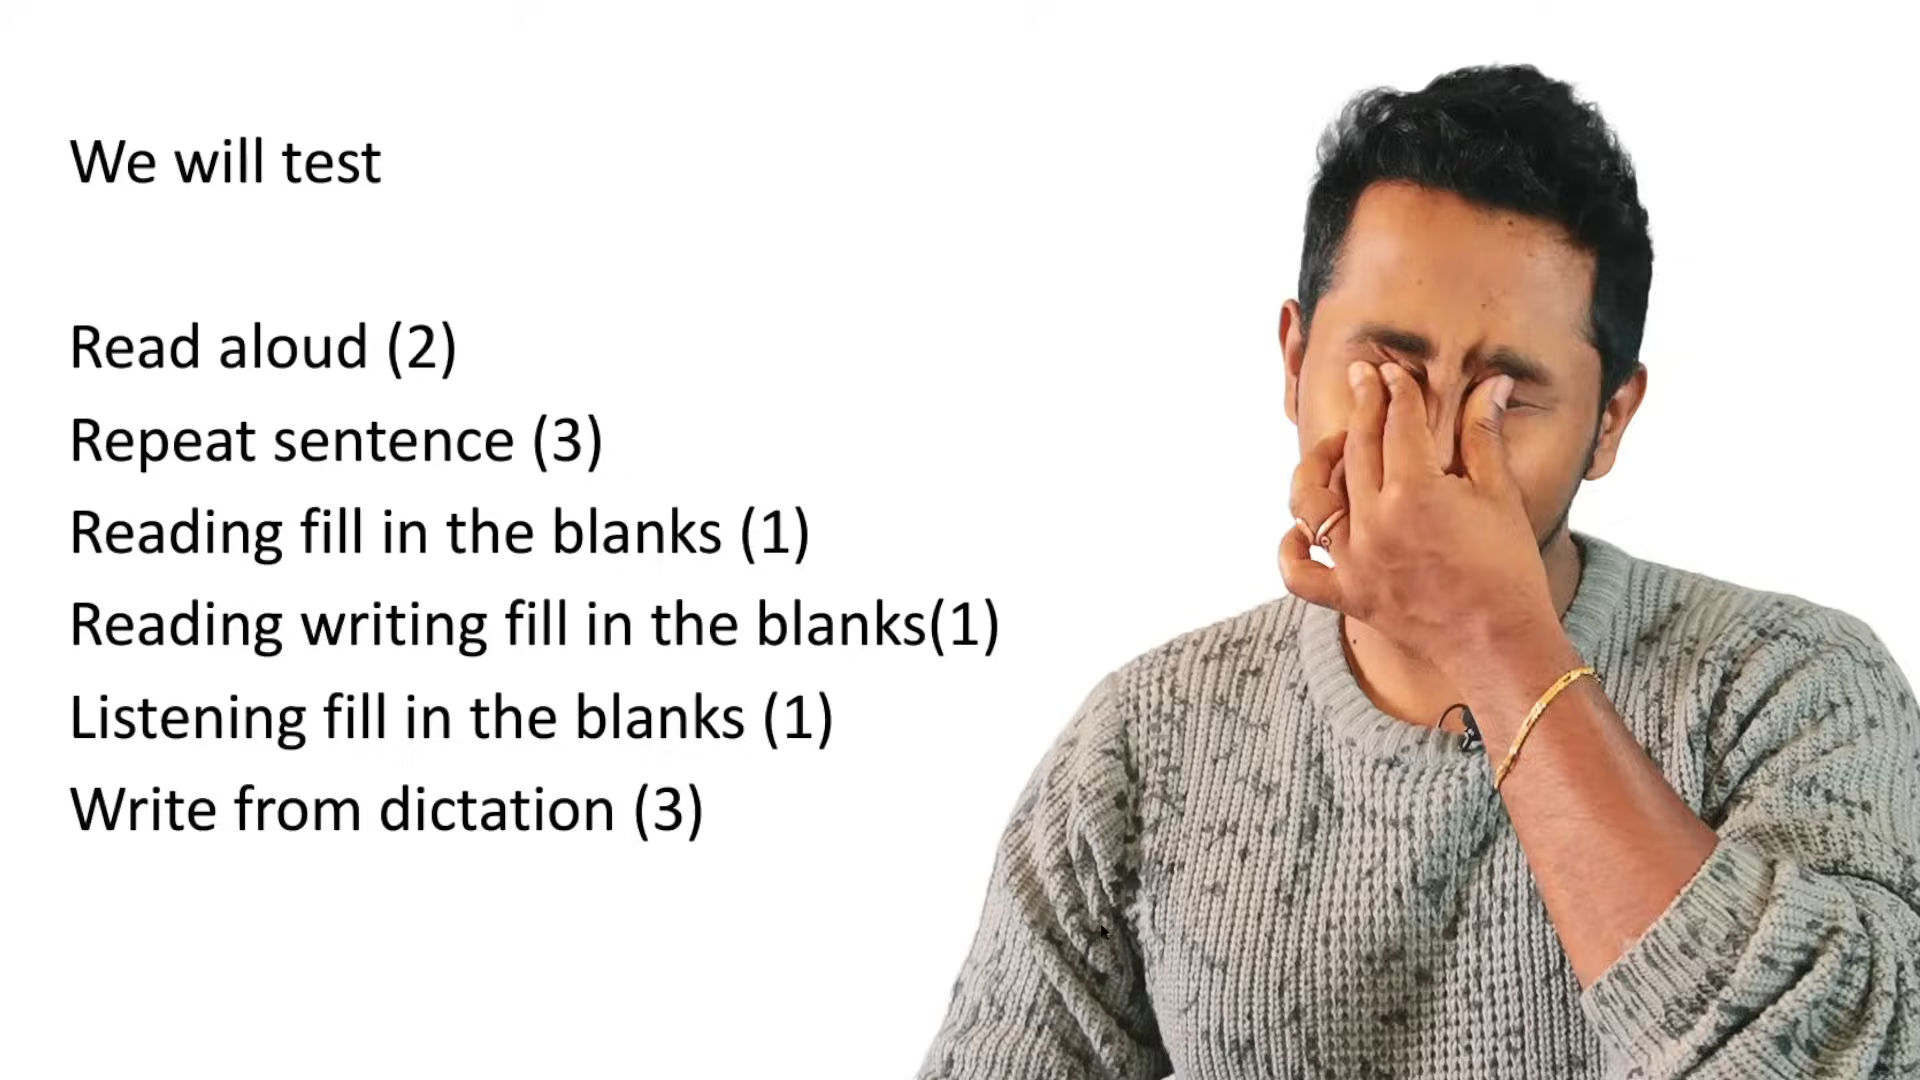 We will test
Read aloud (2)
Repeat sentence (3)
Reading fill in the blanks (1)
Reading writing fill in the blanks(1)
Listening fill in the blanks (1)
Write from dictation (3)